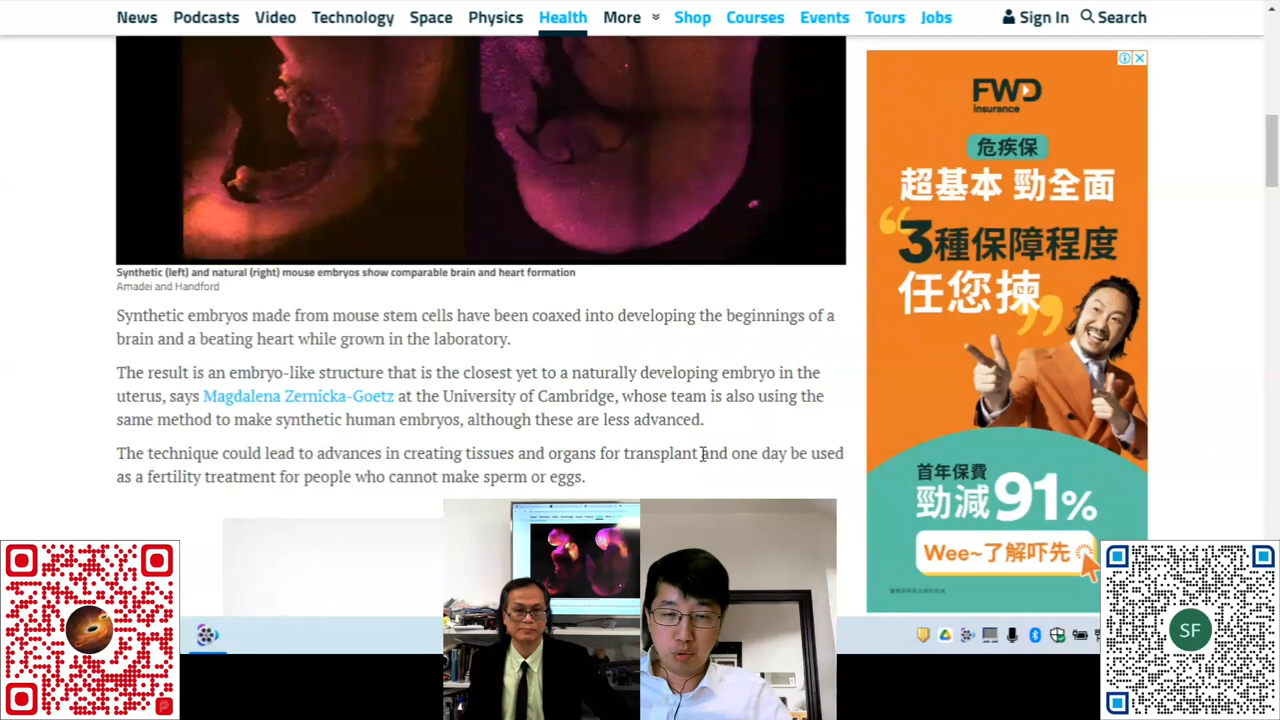 News Podcasts Video Technology Space Physics Health More Shop Courses Events Tours Jobs Sign In Search
Synthetic (left) and natural (right) mouse embryos show comparable brain and heart formation
Amadei and Handford
Synthetic embryos made from mouse stem cells have been coaxed into developing the beginnings of a
brain and a beating heart while grown in the laboratory.
The result is an embryo-like structure that is the closest yet to a naturally developing embryo in the
uterus, says Magdalena Zernicka-Goetz at the University of Cambridge, whose team is also using the
same method to make synthetic human embryos, although these are less advanced.
The technique could lead to advances in creating tissues and organs for transplant and one day be used
as a fertility treatment for people who cannot make sperm or eggs.
FWD
insurance
危疾保
超基本 勁全面
“3種保障程度
任您揀”
首年保費
勁減91%
Wee~了解吓先
SF